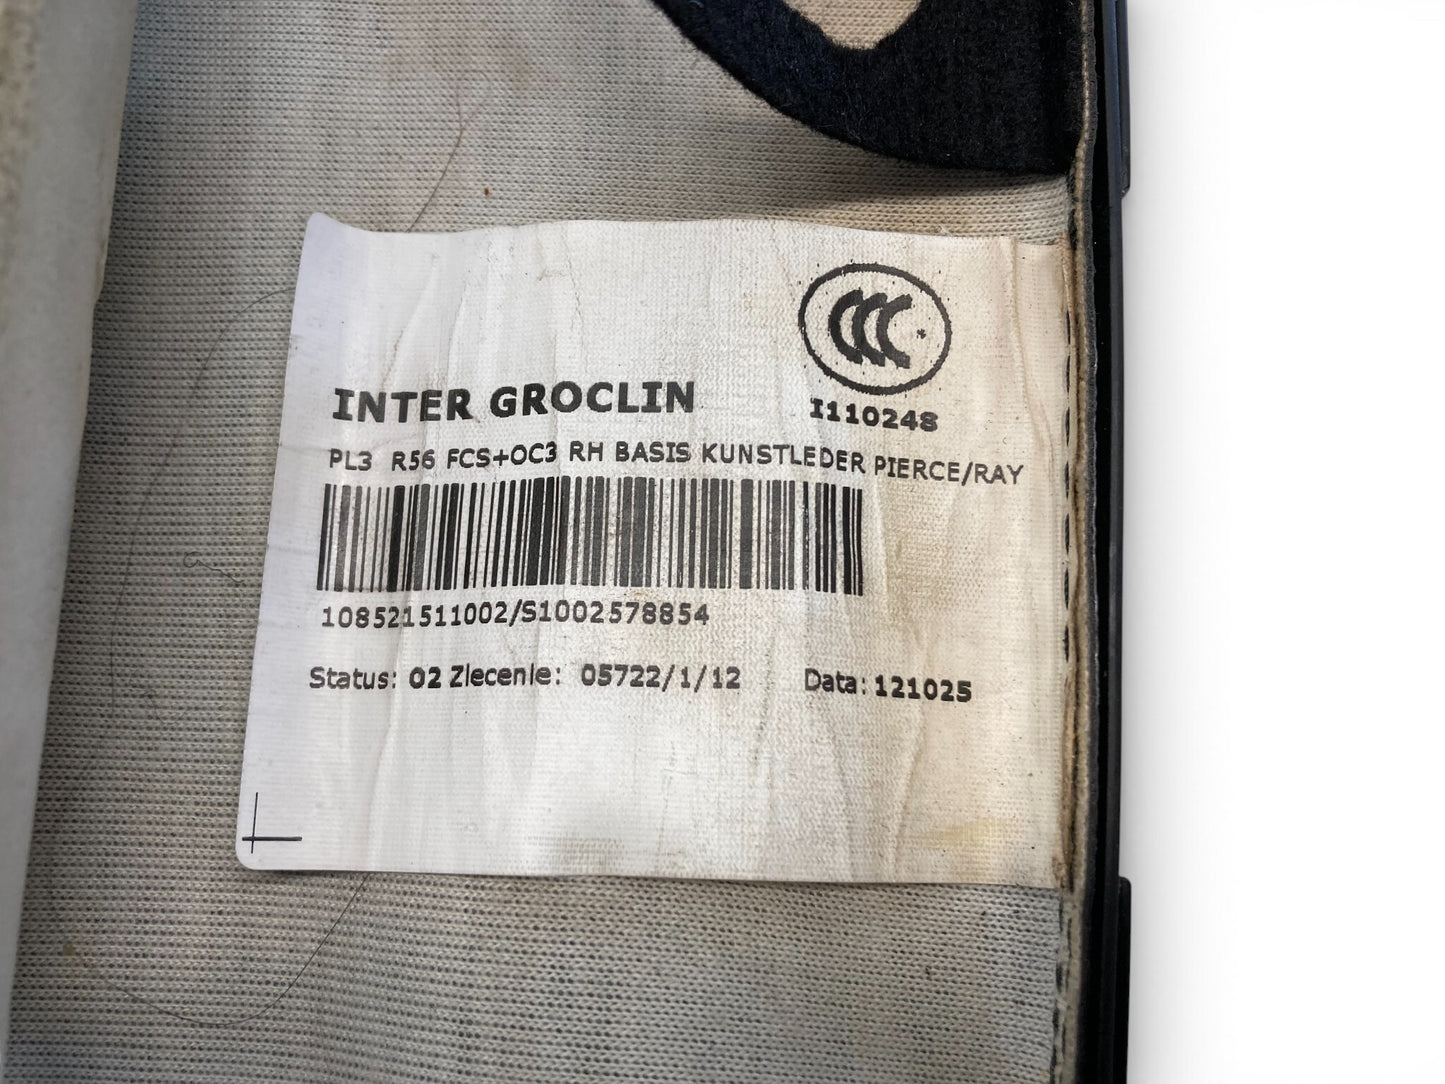 CCC
I110248
INTER GROCLIN
PL3 R56 FCS+OC3 RH BASIS KUNSTLEDER PIERCE/RAY
108521511002/S1002578854
Status: 02 Zlecenie: 05722/1/12 Data: 121025